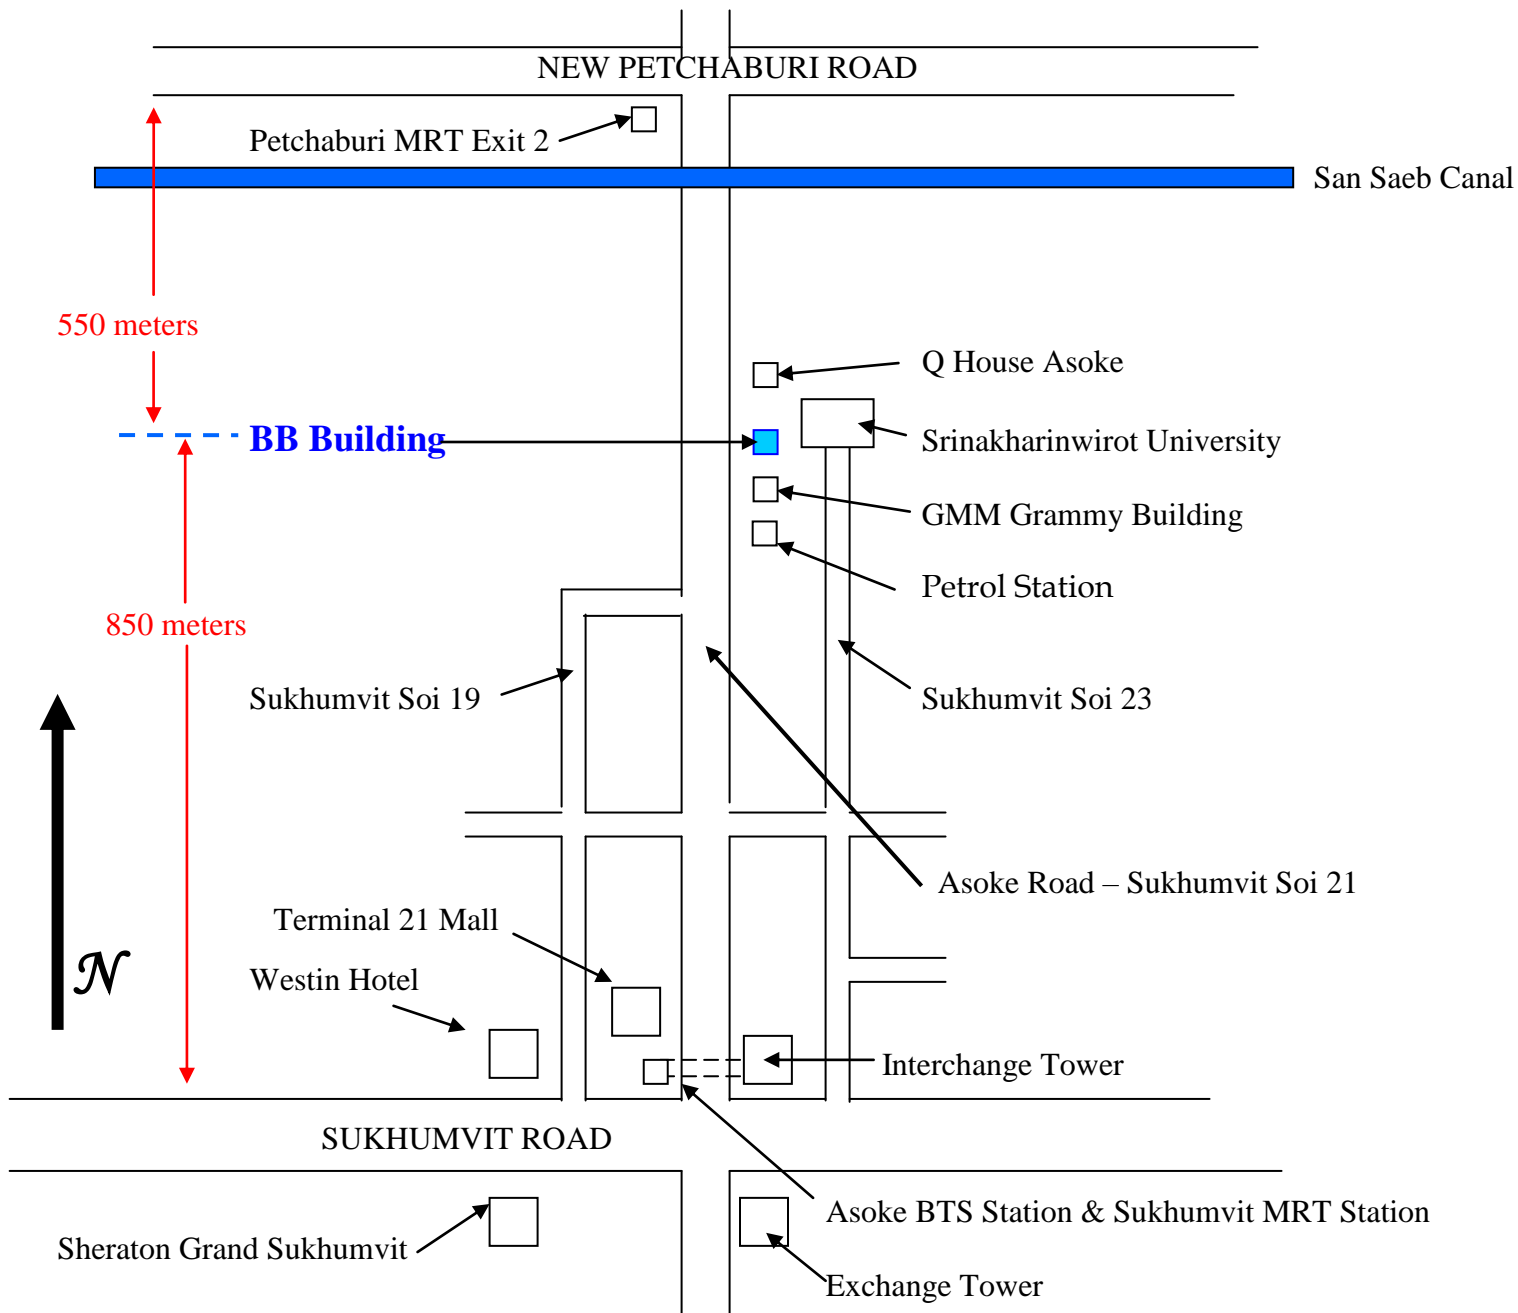 NEW PETCHABURI ROAD
Petchaburi MRT Exit 2
San Saeb Canal
550 meters
Q House Asoke
BB Building
Srinakharinwirot University
GMM Grammy Building
Petrol Station
850 meters
Sukhumvit Soi 19
Sukhumvit Soi 23
Asoke Road – Sukhumvit Soi 21
Terminal 21 Mall
N
Westin Hotel
Interchange Tower
SUKHUMVIT ROAD
Asoke BTS Station & Sukhumvit MRT Station
Sheraton Grand Sukhumvit
Exchange Tower